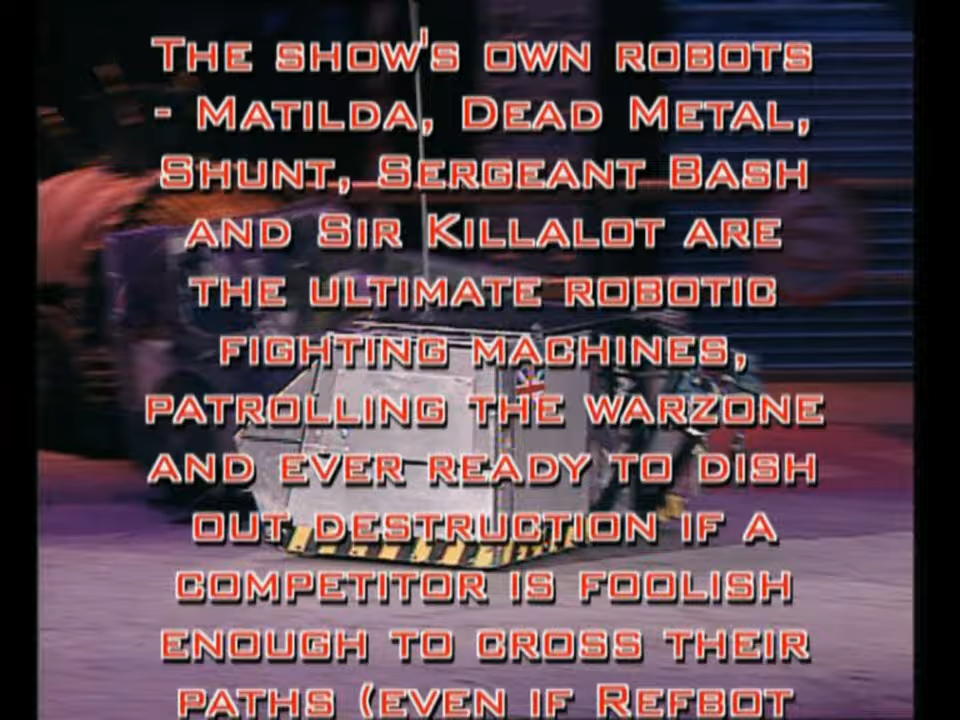 The show's own robots
- Matilda, Dead Metal,
Shunt, Sergeant Bash
and Sir Killalot are
the ultimate robotic
fighting machines,
patrolling the warzone
and ever ready to dish
out destruction if a
competitor is foolish
enough to cross their
paths (even if Refbot